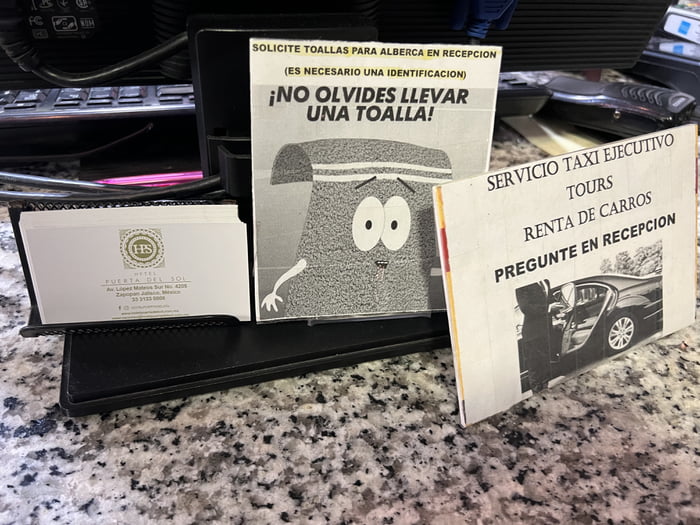 SOLICITE TOALLAS PARA ALBERCA EN RECEPCION
(ES NECESARIO UNA IDENTIFICACION)
¡NO OLVIDES LLEVAR
UNA TOALLA!
SERVICIO TAXI EJECUTIVO
TOURS
RENTA DE CARROS
PREGUNTE EN RECEPCION
HPS
HOTEL
PUERTA DEL SOL
Av. López Mateos Sur No. 4205
Zapopan Jalisco, México
33 3133 0808